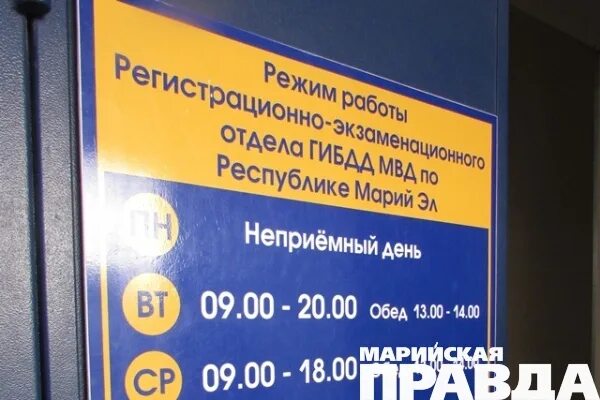 Режим работы
Регистрационно-экзаменационного
отдела ГИБДД МВД по
Республике Марий Эл
ПН Неприёмный день
ВТ 09.00 - 20.00 Обед 13.00 - 14.00
СР 09.00 - 18.00
МАРИЙСКАЯ
ПРАВДА